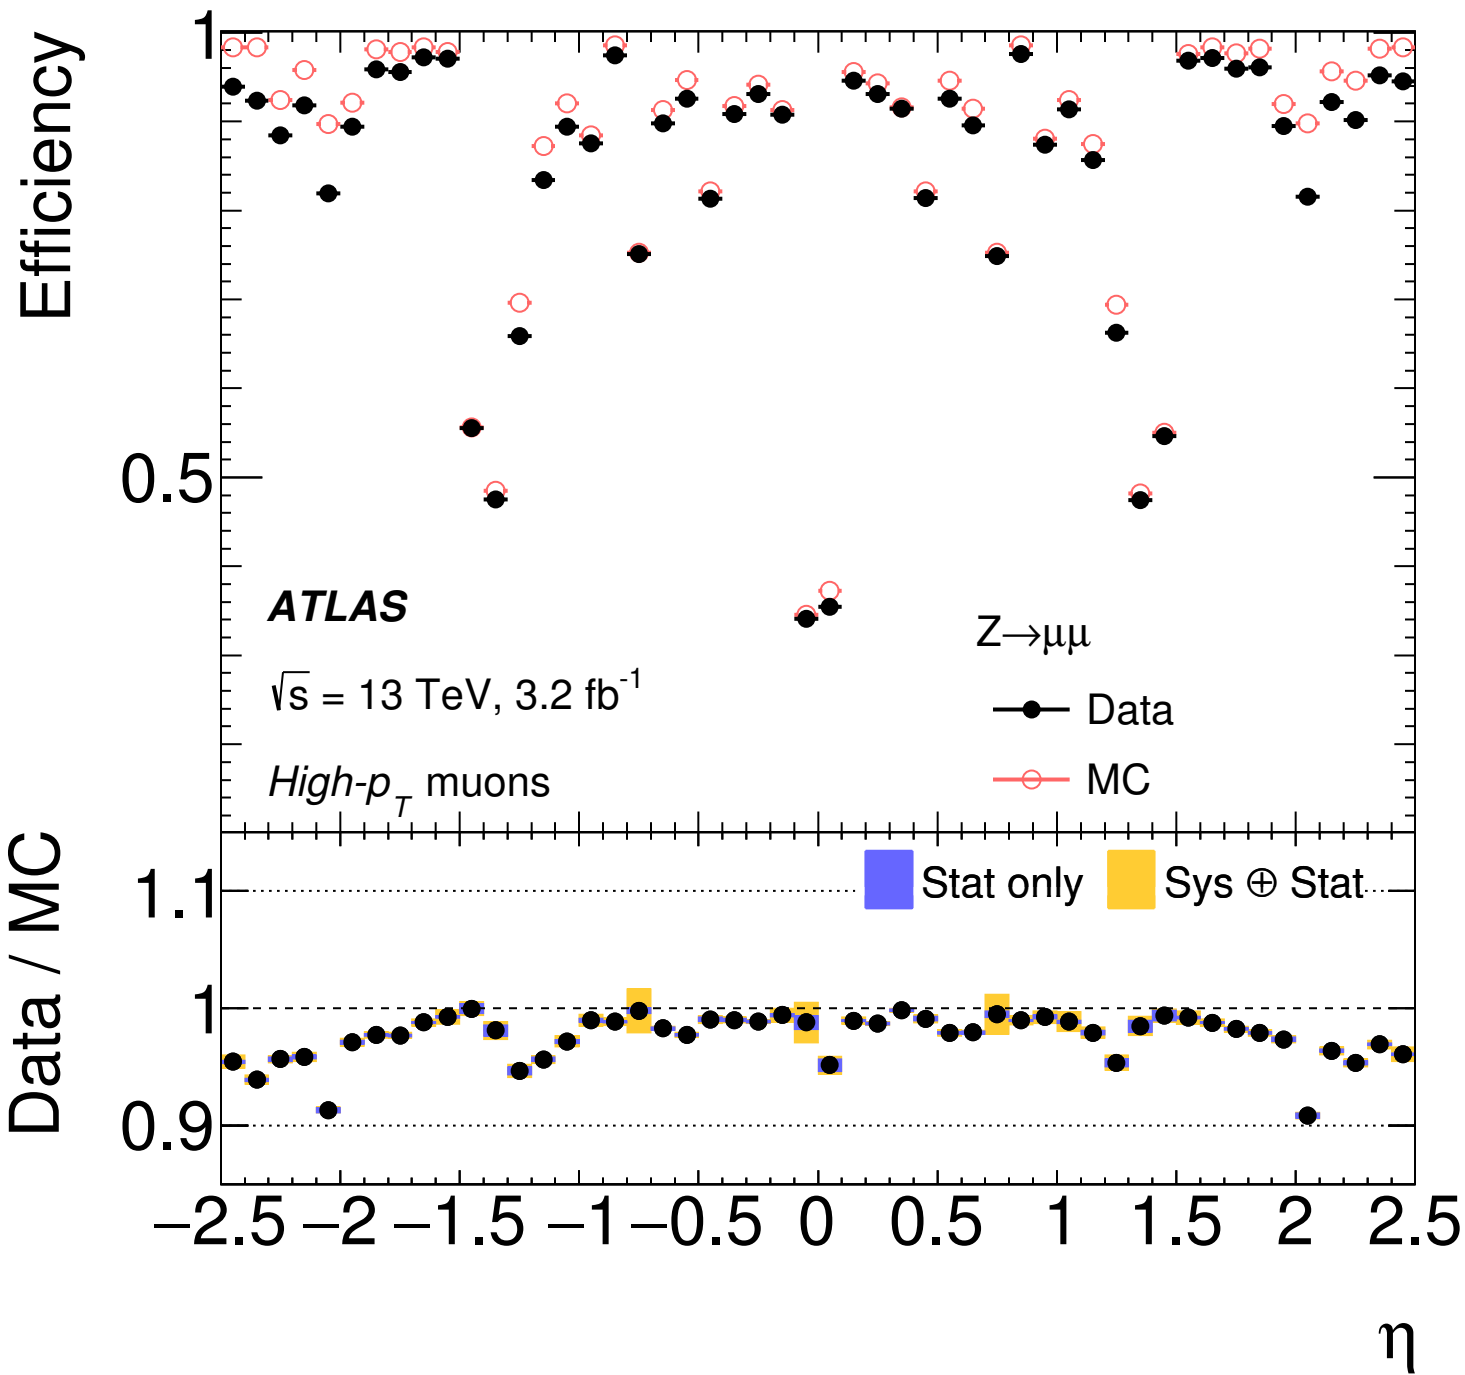 Efficiency
1
0.5
ATLAS
√s = 13 TeV, 3.2 fb⁻¹
High-p_T muons
Z→μμ
Data
MC
Data / MC
1.1
1
0.9
Stat only
Sys ⊕ Stat
−2.5 −2 −1.5 −1 −0.5 0 0.5 1 1.5 2 2.5
η